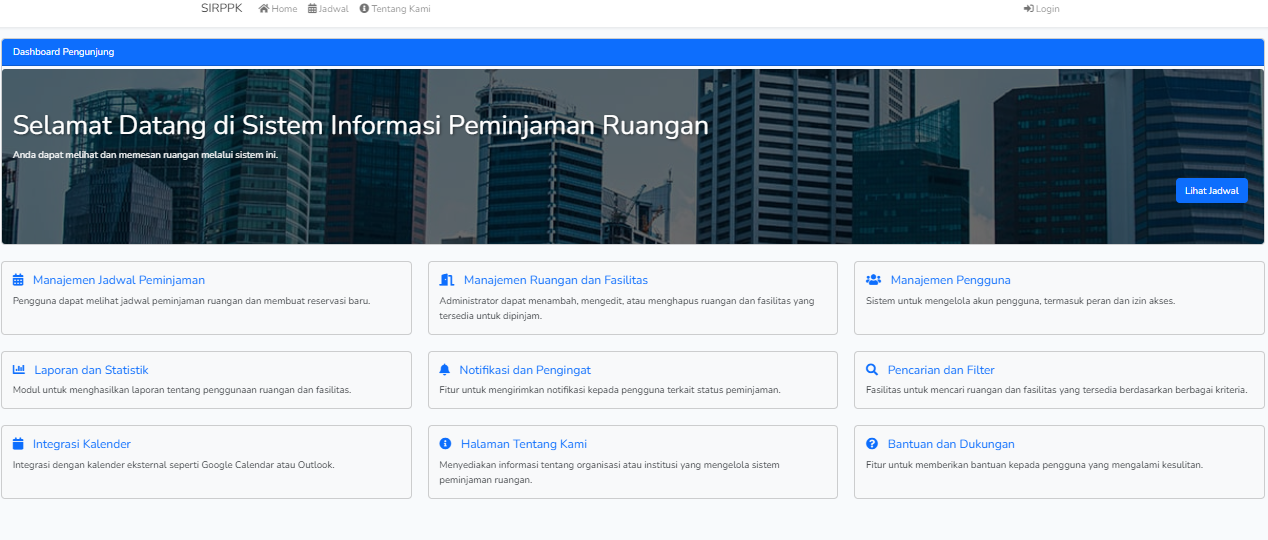 SIRPPK Home Jadwal Tentang Kami Login
Dashboard Pengunjung
Selamat Datang di Sistem Informasi Peminjaman Ruangan
Anda dapat melihat dan memesan ruangan melalui sistem ini.
Lihat Jadwal
Manajemen Jadwal Peminjaman
Pengguna dapat melihat jadwal peminjaman ruangan dan membuat reservasi baru.
Manajemen Ruangan dan Fasilitas
Administrator dapat menambah, mengedit, atau menghapus ruangan dan fasilitas yang
tersedia untuk dipinjam.
Manajemen Pengguna
Sistem untuk mengelola akun pengguna, termasuk peran dan izin akses.
Laporan dan Statistik
Modul untuk menghasilkan laporan tentang penggunaan ruangan dan fasilitas.
Notifikasi dan Pengingat
Fitur untuk mengirimkan notifikasi kepada pengguna terkait status peminjaman.
Pencarian dan Filter
Fasilitas untuk mencari ruangan dan fasilitas yang tersedia berdasarkan berbagai kriteria.
Integrasi Kalender
Integrasi dengan kalender eksternal seperti Google Calendar atau Outlook.
Halaman Tentang Kami
Menyediakan informasi tentang organisasi atau institusi yang mengelola sistem
peminjaman ruangan.
Bantuan dan Dukungan
Fitur untuk memberikan bantuan kepada pengguna yang mengalami kesulitan.